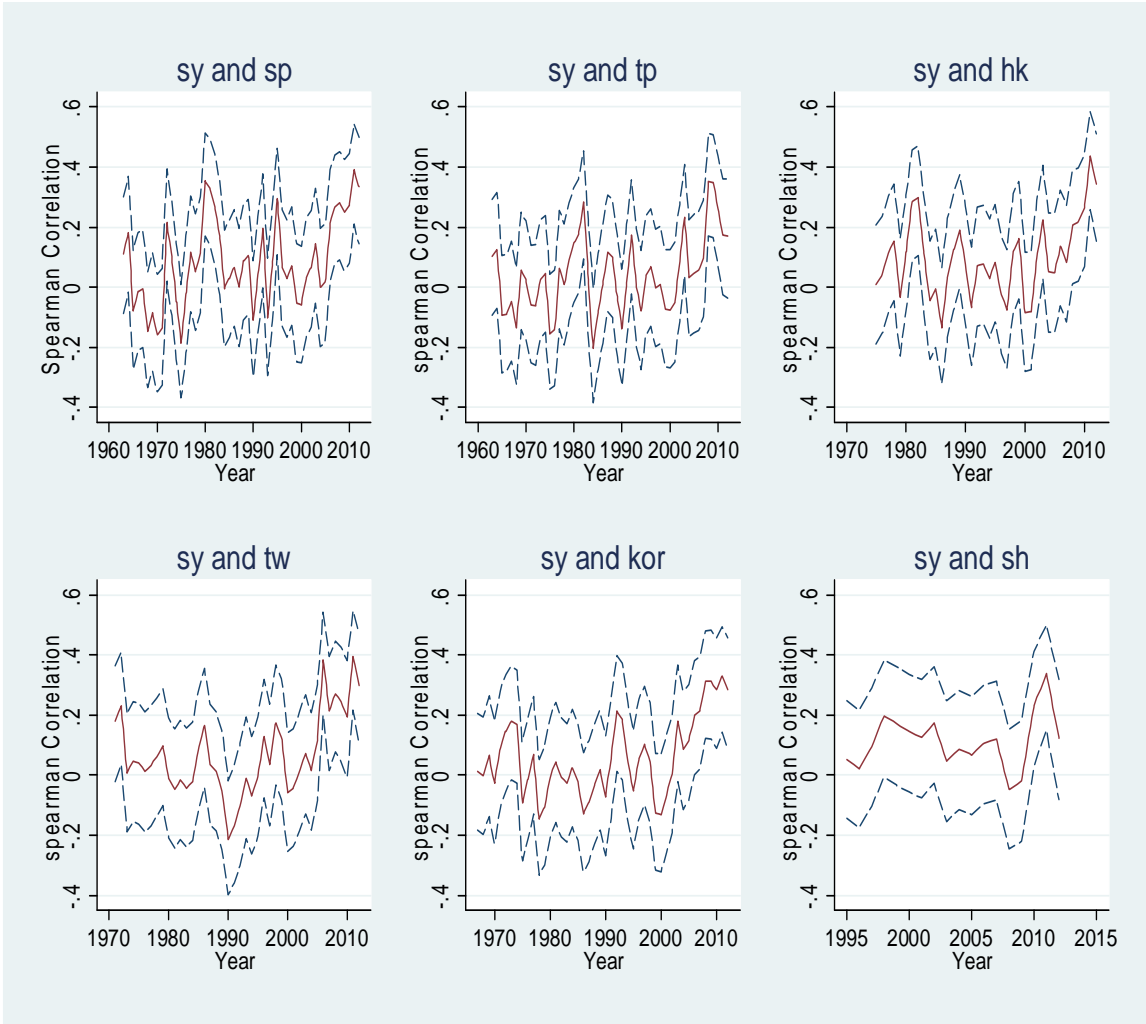 sy and sp
Spearman Correlation
.6
.4
.2
0
-.2
-.4
1960 1970 1980 1990 2000 2010
Year
sy and tp
spearman Correlation
.6
.4
.2
0
-.2
-.4
1960 1970 1980 1990 2000 2010
Year
sy and hk
spearman Correlation
.6
.4
.2
0
-.2
-.4
1970 1980 1990 2000 2010
Year
sy and tw
spearman Correlation
.6
.4
.2
0
-.2
-.4
1970 1980 1990 2000 2010
Year
sy and kor
spearman Correlation
.6
.4
.2
0
-.2
-.4
1970 1980 1990 2000 2010
Year
sy and sh
spearman Correlation
.6
.4
.2
0
-.2
-.4
1995 2000 2005 2010 2015
Year